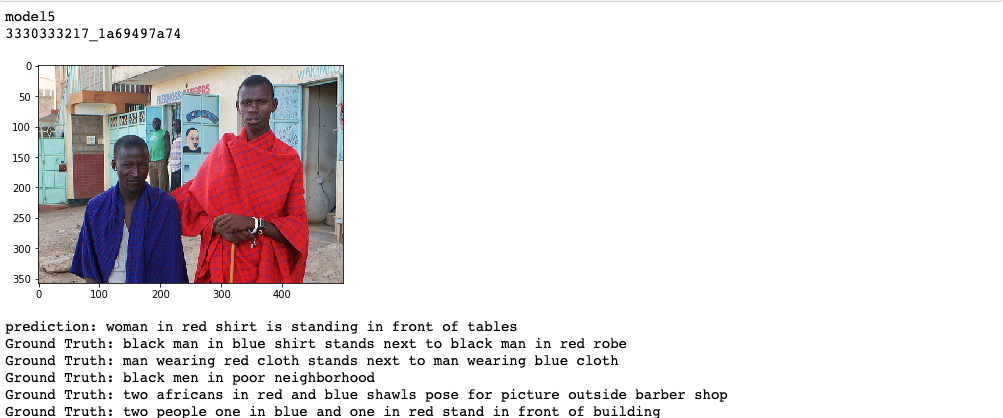 model5
3330333217_1a69497a74
0
50
100
150
200
250
300
350
0 100 200 300 400
prediction: woman in red shirt is standing in front of tables
Ground Truth: black man in blue shirt stands next to black man in red robe
Ground Truth: man wearing red cloth stands next to man wearing blue cloth
Ground Truth: black men in poor neighborhood
Ground Truth: two africans in red and blue shawls pose for picture outside barber shop
Ground Truth: two people one in blue and one in red stand in front of building